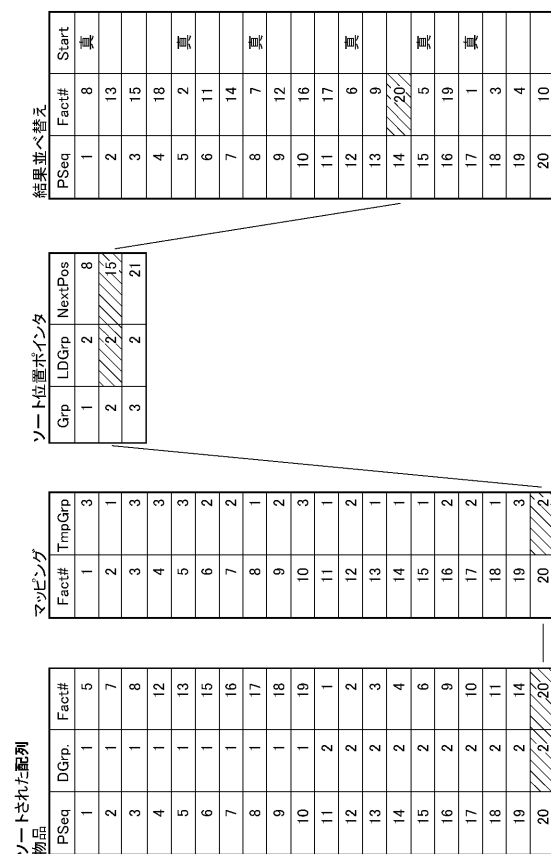 ソートされた配列
物品
PSeq DGrp. Fact#
1 1 5
2 1 7
3 1 8
4 1 12
5 1 13
6 1 15
7 1 16
8 1 17
9 1 18
10 1 19
11 2 1
12 2 2
13 2 3
14 2 4
15 2 6
16 2 9
17 2 10
18 2 11
19 2 14
20 2 20
マッピング
Fact# TmpGrp
1 3
2 1
3 3
4 3
5 3
6 2
7 2
8 1
9 2
10 3
11 1
12 2
13 1
14 1
15 1
16 2
17 2
18 1
19 3
20 2
ソート位置ポインタ
Grp LDGrp NextPos
1 2 8
2 2 15
3 2 21
結果並べ替え
PSeq Fact# Start
1 8 真
2 13
3 15
4 18
5 2 真
6 11
7 14
8 7 真
9 12
10 16
11 17
12 6 真
13 9
14 20
15 5 真
16 19
17 1 真
18 3
19 4
20 10